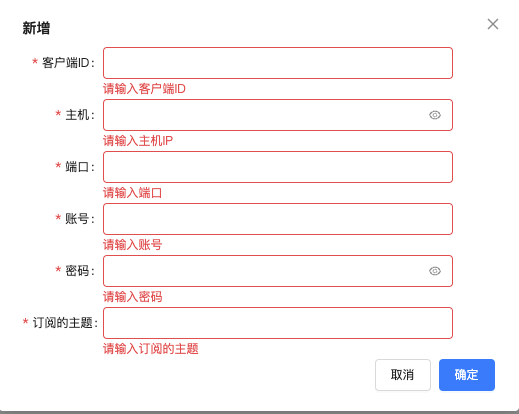 新增
* 客户端ID:
请输入客户端ID
* 主机:
请输入主机IP
* 端口:
请输入端口
* 账号:
请输入账号
* 密码:
请输入密码
* 订阅的主题:
请输入订阅的主题
取消 确定